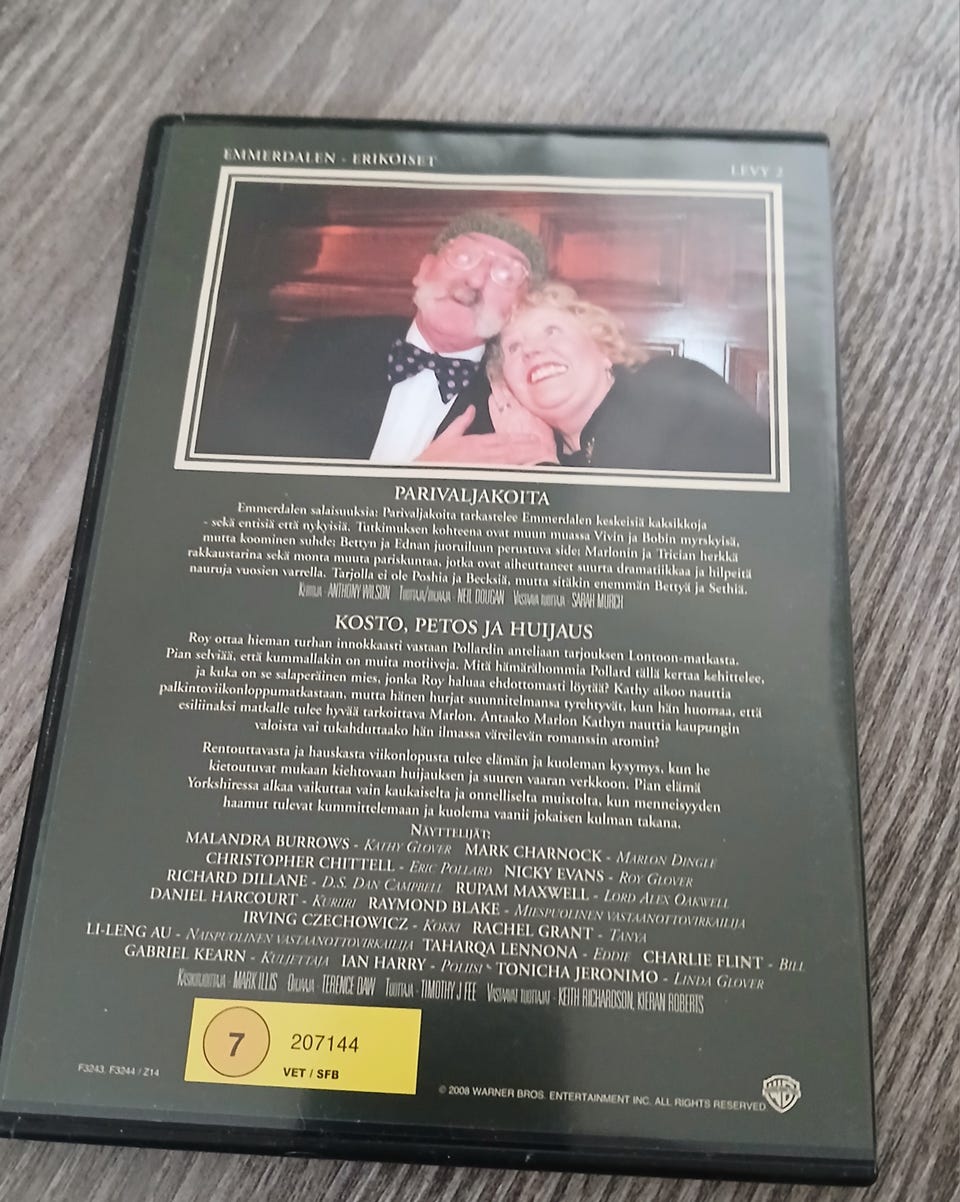 EMMERDALEN - ERIKOISET
LEVY 2
PARIVALJAKOITA
Emmerdalen salaisuuksia: Parivaljakoita tarkastelee Emmerdalen keskeisiä kaksikkoja
- sekä entisiä että nykyisiä. Tutkimuksen kohteena ovat muun muassa Vivin ja Bobin myrskyisä,
mutta koominen suhde; Bettyn ja Ednan juoruiluun perustuva side; Marlonin ja Trician herkkä
rakkaustarina sekä monta muuta pariskuntaa, jotka ovat aiheuttaneet suurta dramatiikkaa ja hilpeitä
nauruja vuosien varrella. Tarjolla ei ole Poshia ja Becksiä, mutta sitäkin enemmän Bettyä ja Sethiä.
Kertoja - ANTHONY WILSON Tuottaja/ohjaaja - NEIL DOUGAN Vastaava tuottaja - SARAH MURCH
KOSTO, PETOS JA HUIJAUS
Roy ottaa hieman turhan innokkaasti vastaan Pollardin anteliaan tarjouksen Lontoon-matkasta.
Pian selviää, että kummallakin on muita motiiveja. Mitä hämärähommia Pollard tällä kertaa kehittelee,
ja kuka on se salaperäinen mies, jonka Roy haluaa ehdottomasti löytää? Kathy aikoo nauttia
palkintoviikonloppumatkastaan, mutta hänen hurjat suunnitelmansa tyrehtyvät, kun hän huomaa, että
esiliinaksi matkalle tulee hyvää tarkoittava Marlon. Antaako Marlon Kathyn nauttia kaupungin
valoista vai tukahduttaako hän ilmassa väreilevän romanssin aromin?
Rentouttavasta ja hauskasta viikonlopusta tulee elämän ja kuoleman kysymys, kun he
kietoutuvat mukaan kiehtovaan huijauksen ja suuren vaaran verkkoon. Pian elämä
Yorkshiressa alkaa vaikuttaa vain kaukaiselta ja onnelliselta muistolta, kun menneisyyden
haamut tulevat kummittelemaan ja kuolema vaanii jokaisen kulman takana.
NÄYTTELIJÄT:
MALANDRA BURROWS - KATHY GLOVER MARK CHARNOCK - MARLON DINGLE
CHRISTOPHER CHITTELL - ERIC POLLARD NICKY EVANS - ROY GLOVER
RICHARD DILLANE - D.S. DAN CAMPBELL RUPAM MAXWELL - LORD ALEX OAKWELL
DANIEL HARCOURT - KURIIRI RAYMOND BLAKE - MIESPUOLINEN VASTAANOTTOVIRKAILIJA
IRVING CZECHOWICZ - KOKKI RACHEL GRANT - TANYA
LI-LENG AU - NAISPUOLINEN VASTAANOTTOVIRKAILIJA TAHARQA LENNONA - EDDIE CHARLIE FLINT - BILL
GABRIEL KEARN - KULJETTAJA IAN HARRY - POLIISI - TONICHA JERONIMO - LINDA GLOVER
Käsikirjoittaja - MARK ILLIS Ohjaaja - TERENCE DAW Tuottaja - TIMOTHY J FEE Vastaavat tuottajat - KEITH RICHARDSON, KIERAN ROBERTS
7 207144
VET / SFB
F3243, F3244 / Z14
© 2008 WARNER BROS. ENTERTAINMENT INC. ALL RIGHTS RESERVED.